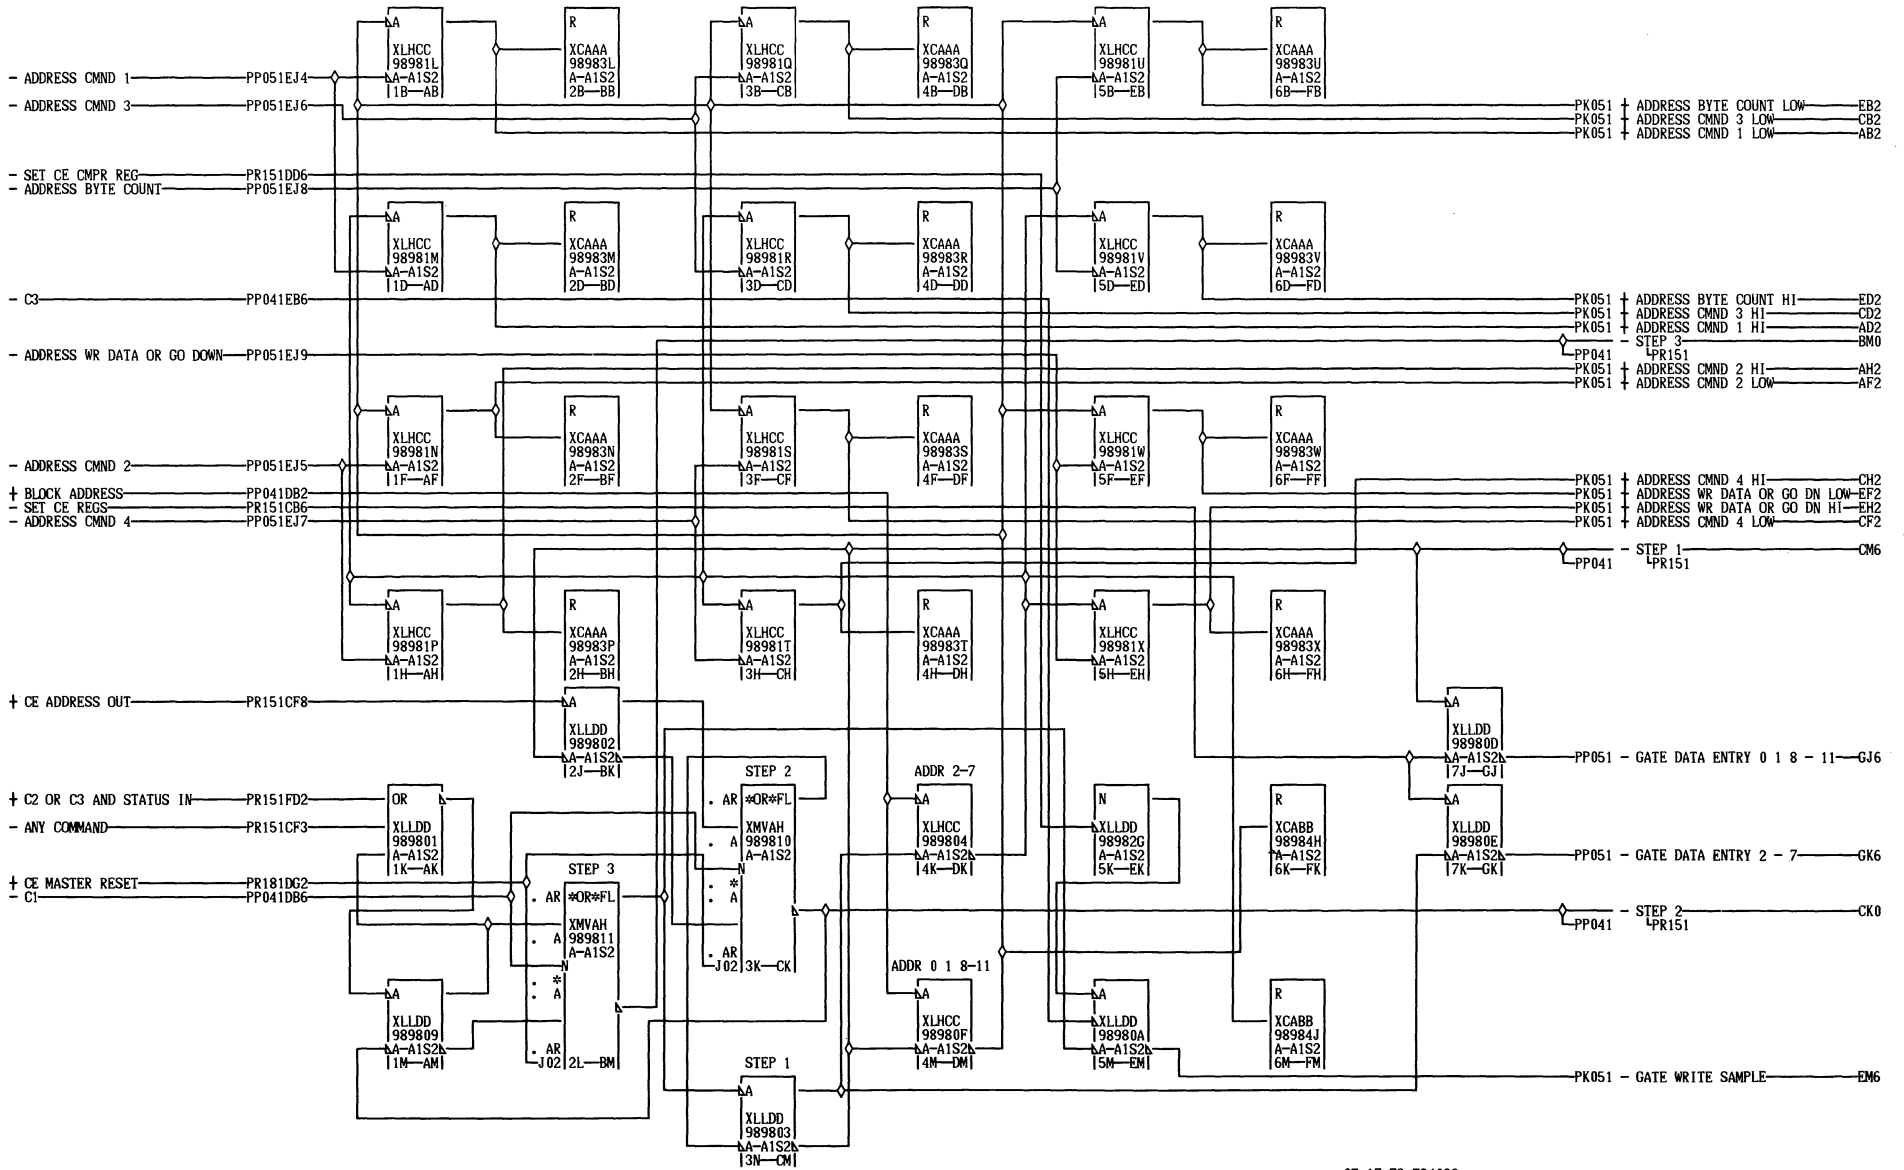 A R A R A R
XLHCC XCAAA XLHCC XCAAA XLHCC XCAAA
98981L 98983L 98981Q 98983Q 98981U 98983U
- ADDRESS CMND 1 PP051EJ4 A-A1S2 A-A1S2 A-A1S2 A-A1S2 A-A1S2 A-A1S2
1B—AB 2B—BB 3B—CB 4B—DB 5B—EB 6B—FB
- ADDRESS CMND 3 PP051EJ6 PK051 + ADDRESS BYTE COUNT LOW EB2
PK051 + ADDRESS CMND 3 LOW CB2
PK051 + ADDRESS CMND 1 LOW AB2
- SET CE CMPR REG PR151DD6
- ADDRESS BYTE COUNT PP051EJ8
A R A R A R
XLHCC XCAAA XLHCC XCAAA XLHCC XCAAA
98981M 98983M 98981R 98983R 98981V 98983V
A-A1S2 A-A1S2 A-A1S2 A-A1S2 A-A1S2 A-A1S2
1D—AD 2D—BD 3D—CD 4D—DD 5D—ED 6D—FD
- C3 PP041EB6 PK051 + ADDRESS BYTE COUNT HI ED2
PK051 + ADDRESS CMND 3 HI CD2
PK051 + ADDRESS CMND 1 HI AD2
- STEP 3 BM0
- ADDRESS WR DATA OR GO DOWN PP051EJ9 PP041 PR151
PK051 + ADDRESS CMND 2 HI AH2
PK051 + ADDRESS CMND 2 LOW AF2
A R A R A R
XLHCC XCAAA XLHCC XCAAA XLHCC XCAAA
98981N 98983N 98981S 98983S 98981W 98983W
- ADDRESS CMND 2 PP051EJ5 A-A1S2 A-A1S2 A-A1S2 A-A1S2 A-A1S2 A-A1S2
1F—AF 2F—BF 3F—CF 4F—DF 5F—EF 6F—FF
PK051 + ADDRESS CMND 4 HI CH2
+ BLOCK ADDRESS PP041DB2 PK051 + ADDRESS WR DATA OR GO DN LOW EF2
- SET CE REGS PR151CB6 PK051 + ADDRESS WR DATA OR GO DN HI EH2
- ADDRESS CMND 4 PP051EJ7 PK051 + ADDRESS CMND 4 LOW CF2
- STEP 1 CM6
PP041 PR151
A R A R A R
XLHCC XCAAA XLHCC XCAAA XLHCC XCAAA
98981P 98983P 98981T 98983T 98981X 98983X
A-A1S2 A-A1S2 A-A1S2 A-A1S2 A-A1S2 A-A1S2
1H—AH 2H—BH 3H—CH 4H—DH 5H—EH 6H—FH
+ CE ADDRESS OUT PR151CF8 A A
XLLDD XLLDD
989802 98980D
A-A1S2 A-A1S2 PP051 - GATE DATA ENTRY 0 1 8 - 11 GJ6
2J—BK 7J—GJ
STEP 2 ADDR 2-7
+ C2 OR C3 AND STATUS IN PR151FD2 OR . AR *OR*FL A N R A
- ANY COMMAND PR151CF3 XLLDD XMVAH XLHCC XLLDD XCABB XLLDD
989801 . A 989810 989804 98982G 98984H 98980E
A-A1S2 A-A1S2 A-A1S2 A-A1S2 A-A1S2 A-A1S2 PP051 - GATE DATA ENTRY 2 - 7 GK6
1K—AK STEP 3 N 4K—DK 5K—EK 6K—FK 7K—GK
+ CE MASTER RESET PR181DG2 . *
- C1 PP041DB6 . AR *OR*FL . A
- STEP 2 CK0
XMVAH PP041 PR151
. A 989811
A-A1S2 . AR
N J02 3K—CK ADDR 0 1 8-11
. *
A . A A A R
XLLDD XLHCC XLLDD XCABB
989809 98980F 98980A 98984J
A-A1S2 . AR A-A1S2 A-A1S2 A-A1S2
1M—AM J02 2L—BM STEP 1 4M—DM 5M—EM 6M—FM
PK051 - GATE WRITE SAMPLE EM6
A
XLLDD
989803
A-A1S2
3N—CM